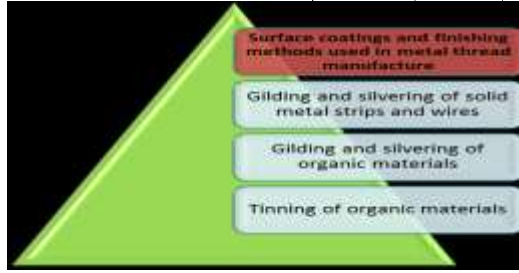 Surface coatings and finishing
methods used in metal thread
manufacture
Gilding and silvering of solid
metal strips and wires
Gilding and silvering of
organic materials
Tinning of organic materials